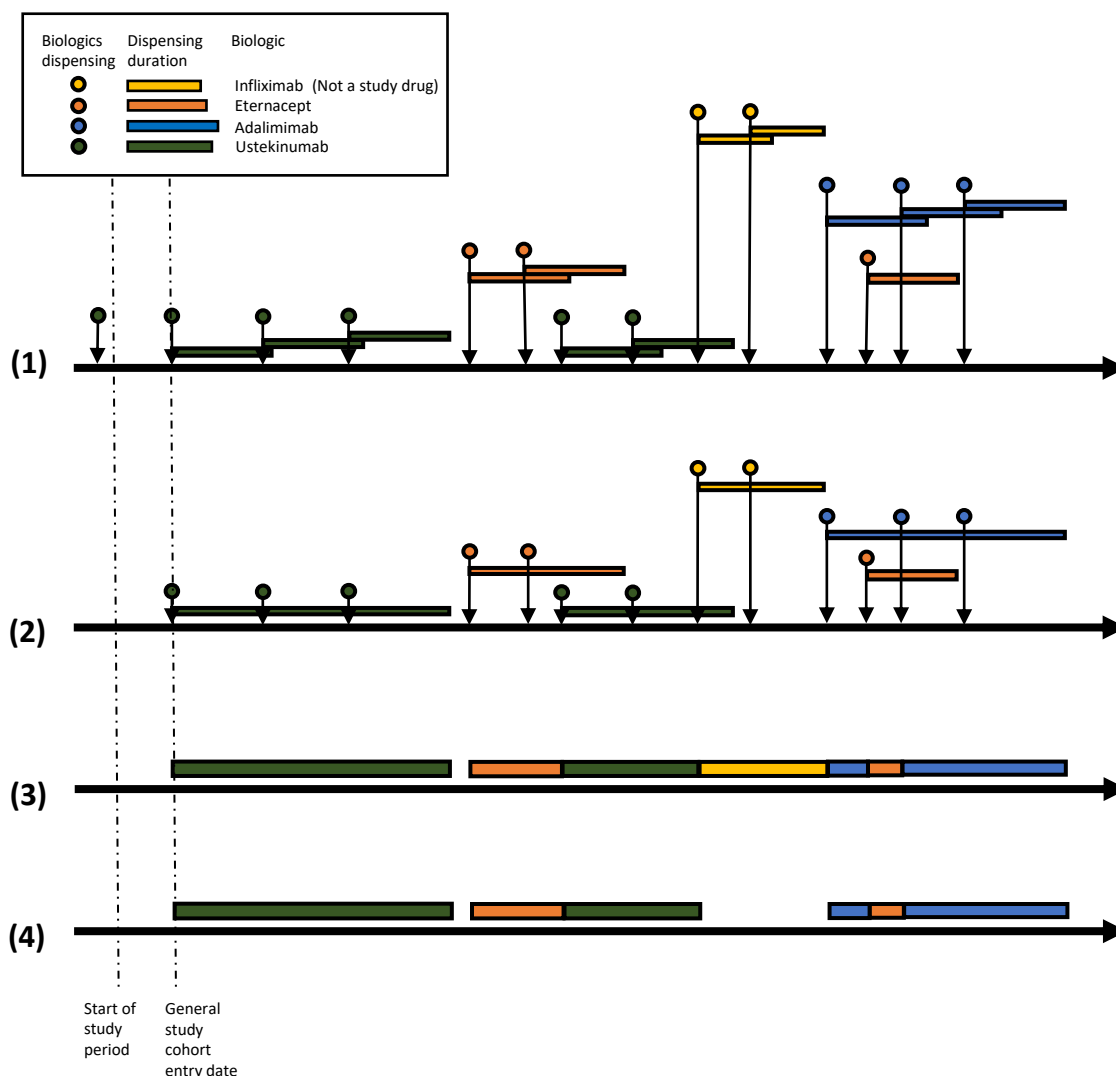 Biologics dispensing
Dispensing duration
Biologic
Infliximab (Not a study drug)
Eternacept
Adalimimab
Ustekinumab
(1)
(2)
(3)
(4)
Start of
study
period
General
study
cohort
entry date